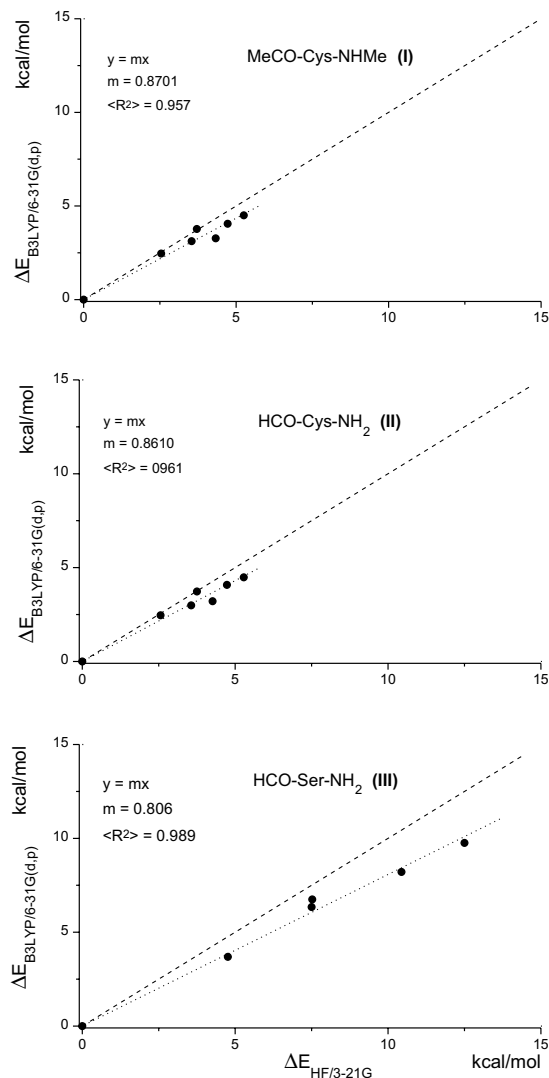 15
kcal/mol
MeCO-Cys-NHMe (I)
y = mx
m = 0.8701
<R²> = 0.957
10
ΔE_B3LYP/6-31G(d,p)
5
0
0 5 10 15
15
kcal/mol
HCO-Cys-NH₂ (II)
y = mx
m = 0.8610
<R²> = 0961
10
ΔE_B3LYP/6-31G(d,p)
5
0
0 5 10 15
15
kcal/mol
HCO-Ser-NH₂ (III)
y = mx
m = 0.806
<R²> = 0.989
10
ΔE_B3LYP/6-31G(d,p)
5
0
0 5 10 15
ΔE_HF/3-21G kcal/mol